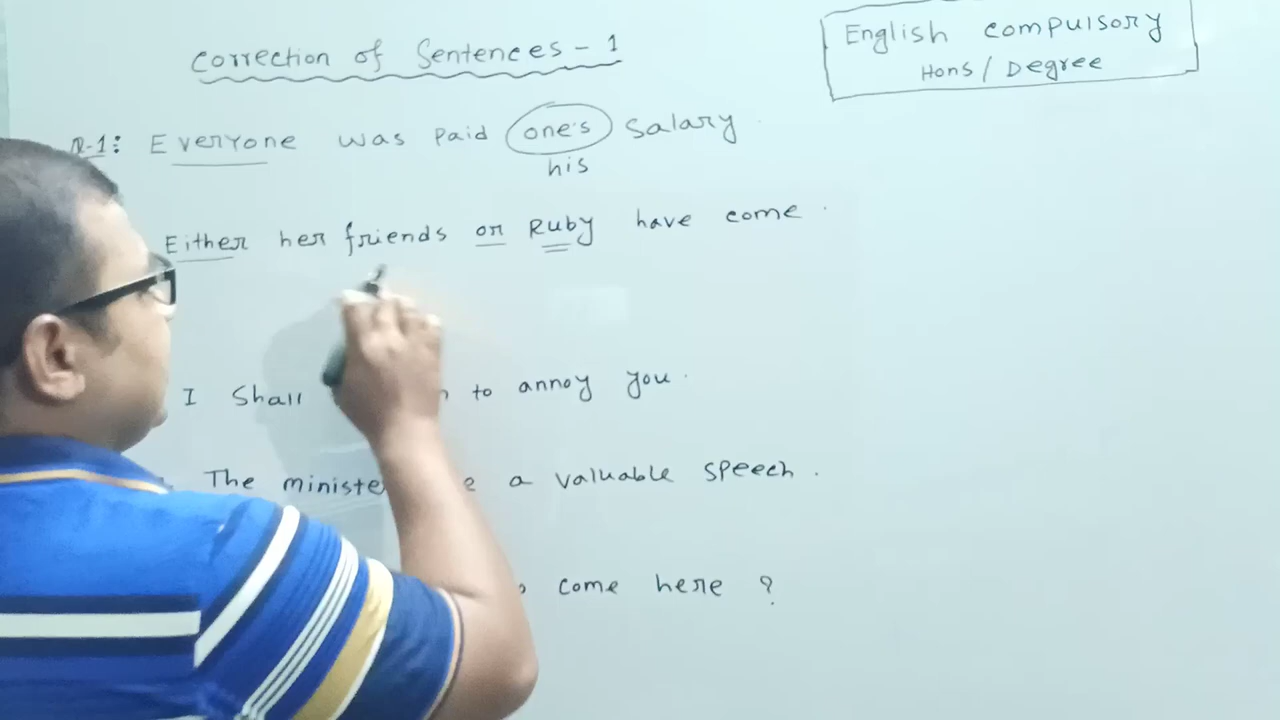 Correction of Sentences - 1
English compulsory
Hons / Degree
Q-1: Everyone was paid one's salary
his
Either her friends or Ruby have come.
I Shall to annoy you.
The a valuable speech.
come here ?